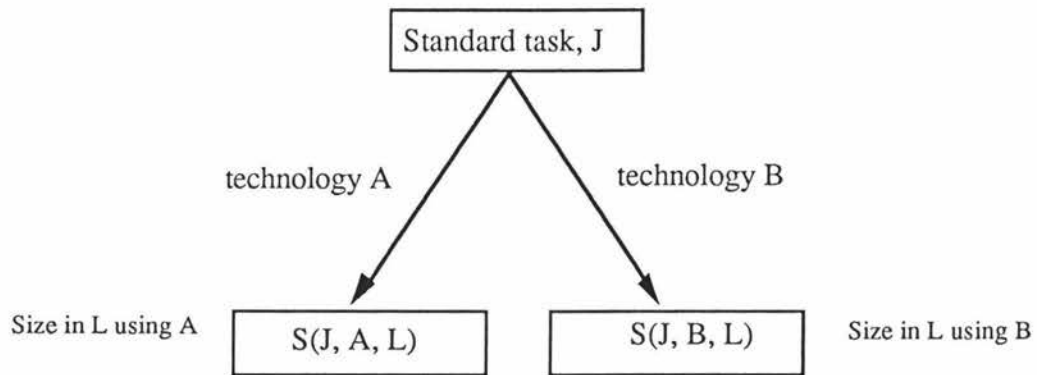 Standard task, J
technology A
technology B
Size in L using A
S(J, A, L)
S(J, B, L)
Size in L using B